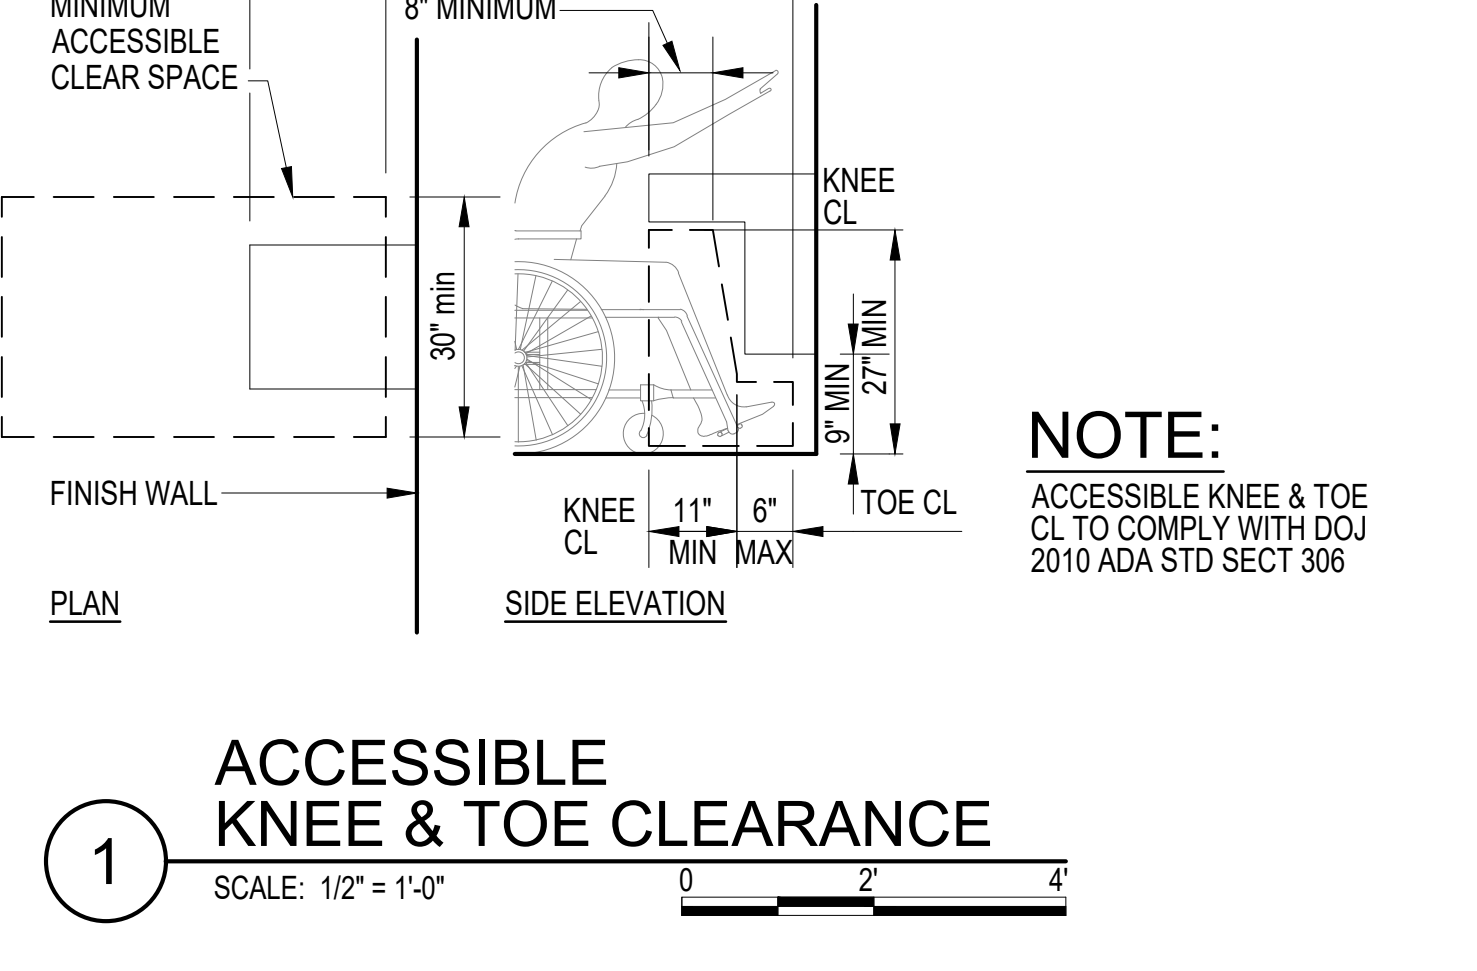 MINIMUM
ACCESSIBLE
CLEAR SPACE
8" MINIMUM
KNEE
CL
30" min
27" MIN
9" MIN
FINISH WALL
KNEE
CL
11"
MIN
6"
MAX
TOE CL
PLAN
SIDE ELEVATION
NOTE:
ACCESSIBLE KNEE & TOE
CL TO COMPLY WITH DOJ
2010 ADA STD SECT 306
1
ACCESSIBLE
KNEE & TOE CLEARANCE
SCALE: 1/2" = 1'-0"
0 2' 4'